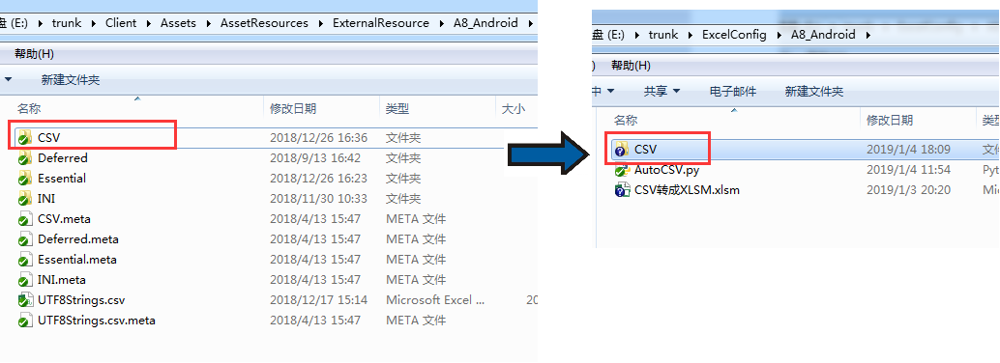 盘 (E:) ▸ trunk ▸ Client ▸ Assets ▸ AssetResources ▸ ExternalResource ▸ A8_Android ▸
帮助(H)
新建文件夹
名称 修改日期 类型 大小
CSV 2018/12/26 16:36 文件夹
Deferred 2018/9/13 16:42 文件夹
Essential 2018/12/26 16:23 文件夹
INI 2018/11/30 10:33 文件夹
CSV.meta 2018/4/13 15:47 META 文件
Deferred.meta 2018/4/13 15:47 META 文件
Essential.meta 2018/4/13 15:47 META 文件
INI.meta 2018/4/13 15:47 META 文件
UTF8Strings.csv 2018/12/17 15:14 Microsoft Excel ... 20
UTF8Strings.csv.meta 2018/4/13 15:47 META 文件
盘 (E:) ▸ trunk ▸ ExcelConfig ▸ A8_Android ▸
) 帮助(H)
中 共享 电子邮件 新建文件夹
名称 修改日期 类型
CSV 2019/1/4 18:09 文件
AutoCSV.py 2019/1/4 11:54 Pyt
CSV转成XLSM.xlsm 2019/1/3 20:20 Mic